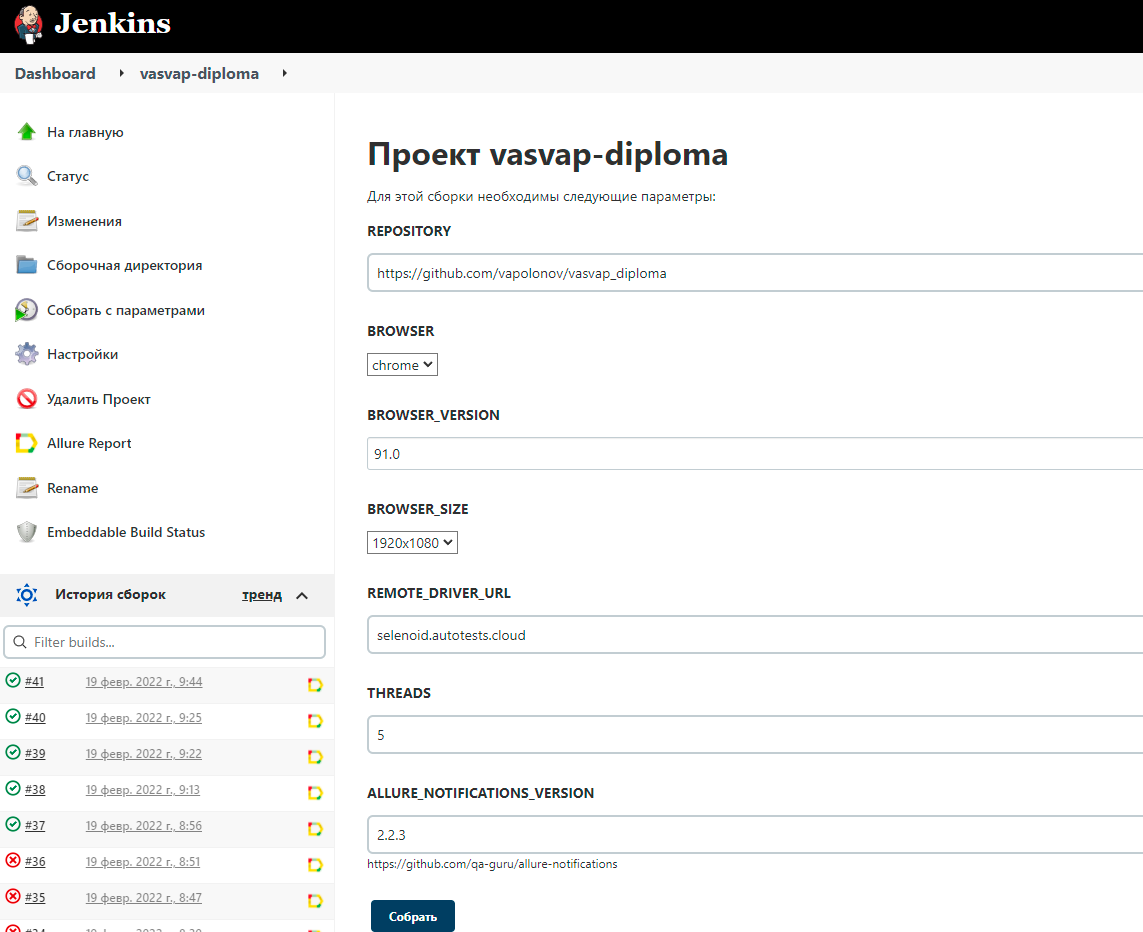 Jenkins
Dashboard
vasvap-diploma
На главную
Статус
Изменения
Сборочная директория
Собрать с параметрами
Настройки
Удалить Проект
Allure Report
Rename
Embeddable Build Status
История сборок
тренд
Filter builds...
#41 19 февр. 2022 г., 9:44
#40 19 февр. 2022 г., 9:25
#39 19 февр. 2022 г., 9:22
#38 19 февр. 2022 г., 9:13
#37 19 февр. 2022 г., 8:56
#36 19 февр. 2022 г., 8:51
#35 19 февр. 2022 г., 8:47
Проект vasvap-diploma
Для этой сборки необходимы следующие параметры:
REPOSITORY
https://github.com/vapolonov/vasvap_diploma
BROWSER
chrome
BROWSER_VERSION
91.0
BROWSER_SIZE
1920x1080
REMOTE_DRIVER_URL
selenoid.autotests.cloud
THREADS
5
ALLURE_NOTIFICATIONS_VERSION
2.2.3
https://github.com/qa-guru/allure-notifications
Собрать